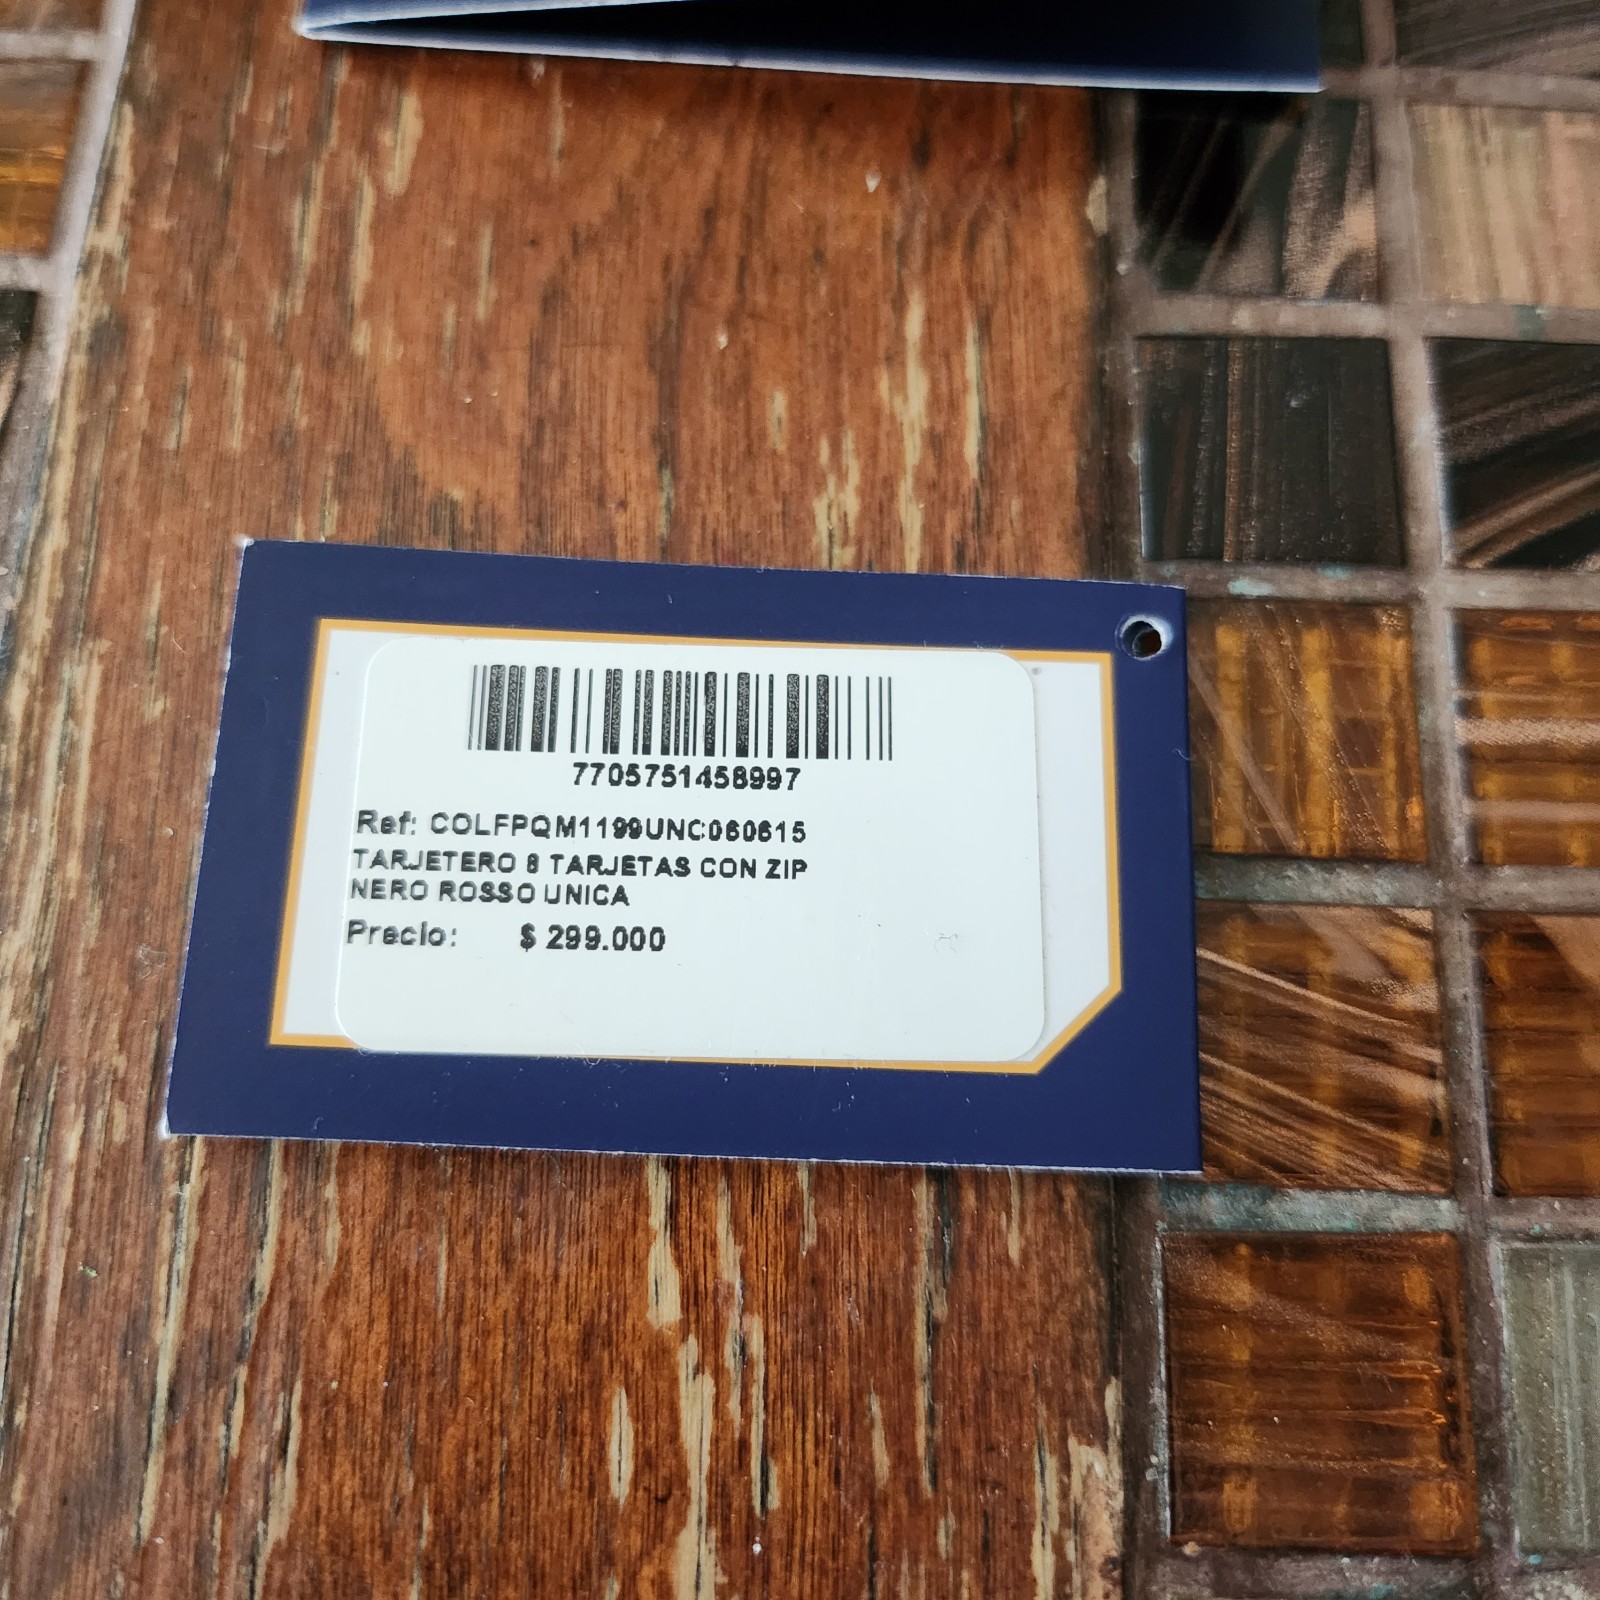 7705751458997
Ref: COLFPQM1199UNC060615
TARJETERO 8 TARJETAS CON ZIP
NERO ROSSO UNICA
Precio: $ 299.000